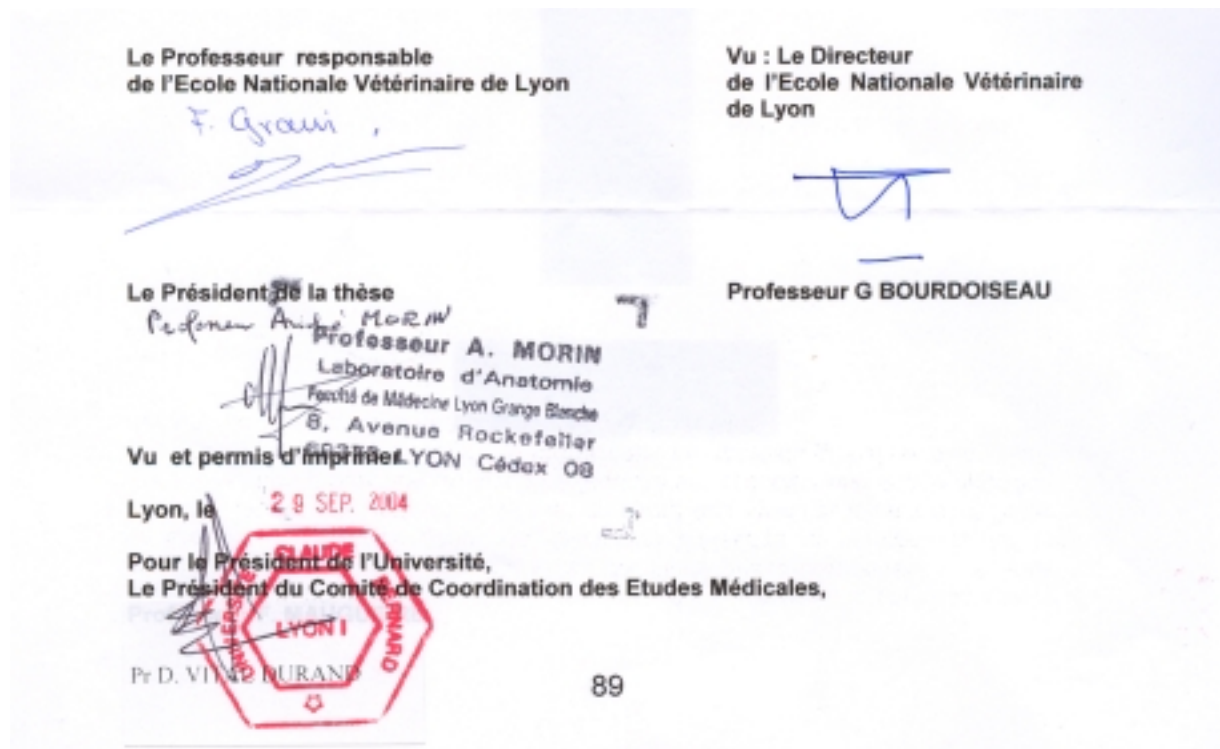 Le Professeur responsable
de l'Ecole Nationale Vétérinaire de Lyon
F. Grain
Vu : Le Directeur
de l'Ecole Nationale Vétérinaire
de Lyon
Le Président de la thèse
Professeur André MORIN
Professeur A. MORIN
Laboratoire d'Anatomie
Faculté de Médecine Lyon Grange Blanche
8, Avenue Rockefeller
LYON Cédex 08
Professeur G BOURDOISEAU
Vu et permis d'imprimer
Lyon, le 29 SEP. 2004
Pour le Président de l'Université,
Le Président du Comité de Coordination des Etudes Médicales,
UNIVERSITE CLAUDE BERNARD
LYON I
Pr D. VITAL DURAND
89